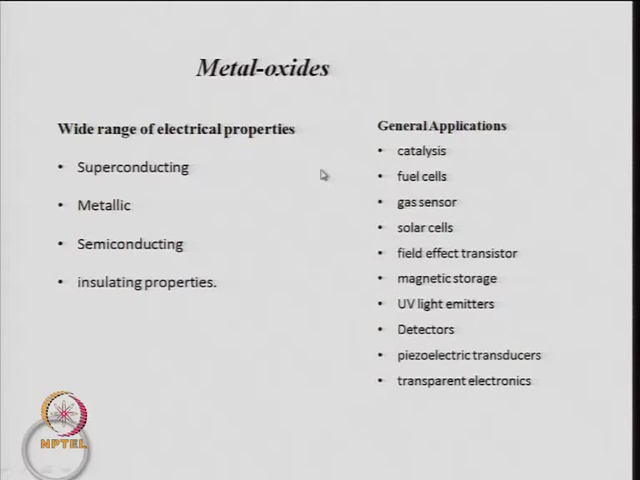 Metal-oxides
Wide range of electrical properties
• Superconducting
• Metallic
• Semiconducting
• insulating properties.
General Applications
• catalysis
• fuel cells
• gas sensor
• solar cells
• field effect transistor
• magnetic storage
• UV light emitters
• Detectors
• piezoelectric transducers
• transparent electronics
NPTEL